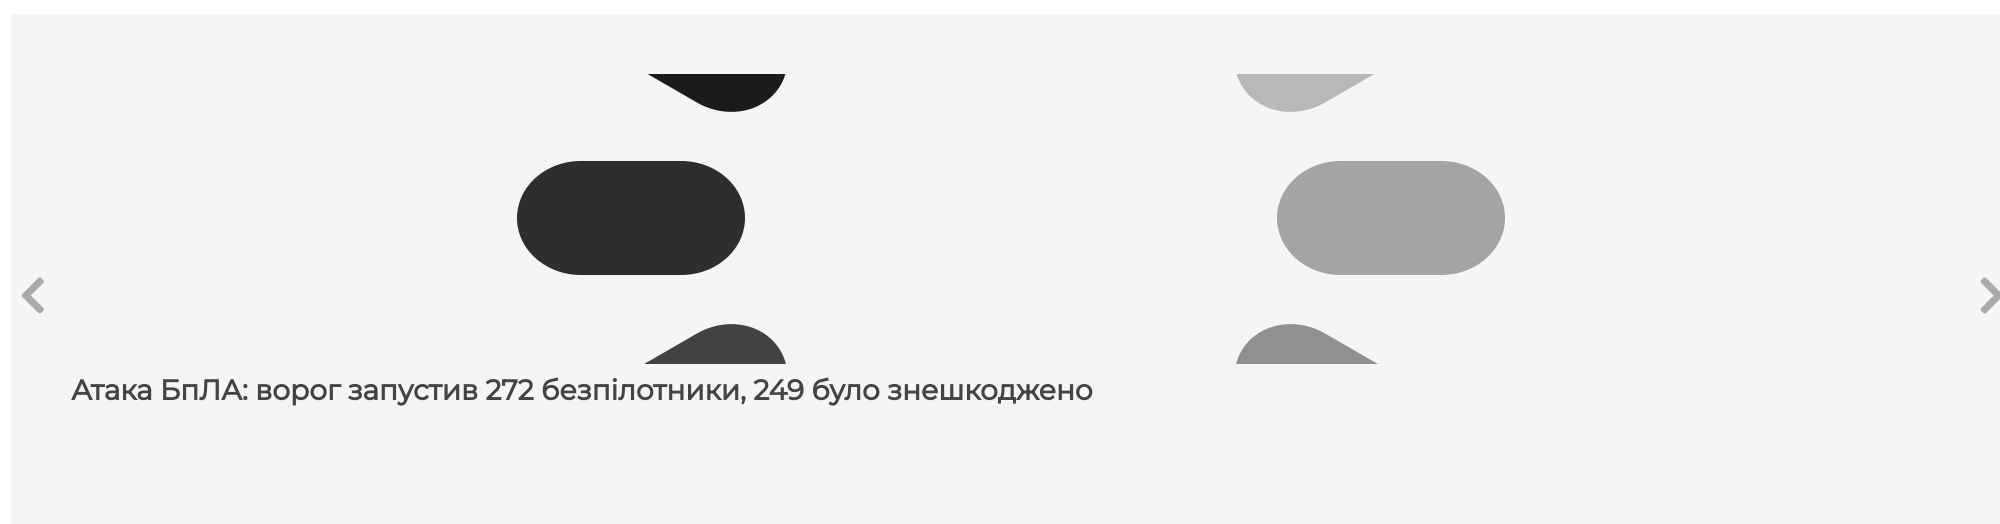 Атака БпЛА: ворог запустив 272 безпілотники, 249 було знешкоджено